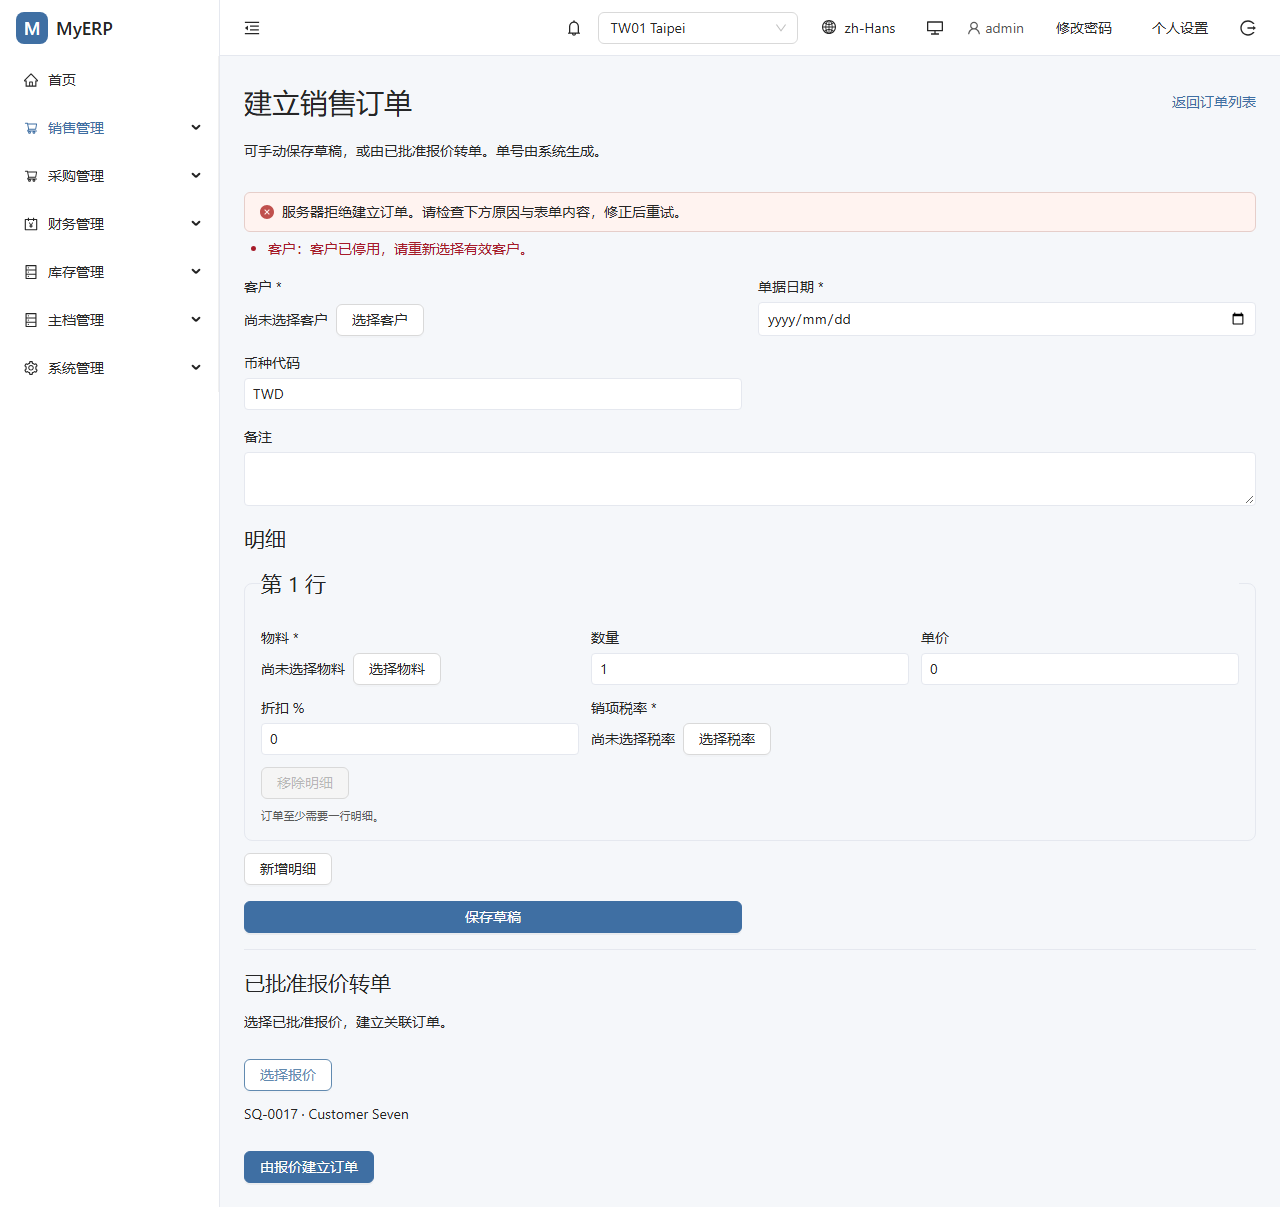 M MyERP
TW01 Taipei
zh-Hans
admin
修改密码
个人设置
首页
销售管理
采购管理
财务管理
库存管理
主档管理
系统管理
建立销售订单
返回订单列表
可手动保存草稿，或由已批准报价转单。单号由系统生成。
服务器拒绝建立订单。请检查下方原因与表单内容，修正后重试。
• 客户：客户已停用，请重新选择有效客户。
客户 *
单据日期 *
尚未选择客户 选择客户
yyyy/mm/dd
币种代码
TWD
备注
明细
第 1 行
物料 *
数量
单价
尚未选择物料 选择物料
1
0
折扣 %
销项税率 *
0
尚未选择税率 选择税率
移除明细
订单至少需要一行明细。
新增明细
保存草稿
已批准报价转单
选择已批准报价，建立关联订单。
选择报价
SQ-0017 · Customer Seven
由报价建立订单